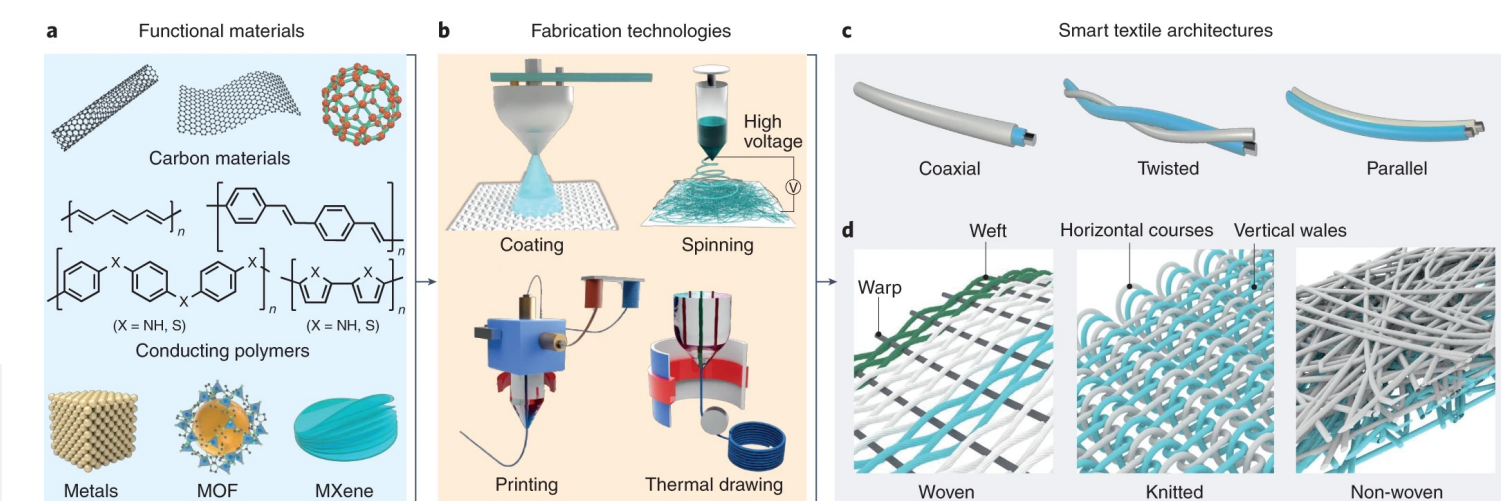 a
Functional materials
Carbon materials
n
n
X
X
X
n
X
X
n
(X = NH, S)
(X = NH, S)
Conducting polymers
Metals
MOF
MXene
b
Fabrication technologies
High
voltage
V
Coating
Spinning
Printing
Thermal drawing
c
Smart textile architectures
Coaxial
Twisted
Parallel
d
Weft
Warp
Horizontal courses
Vertical wales
Woven
Knitted
Non-woven